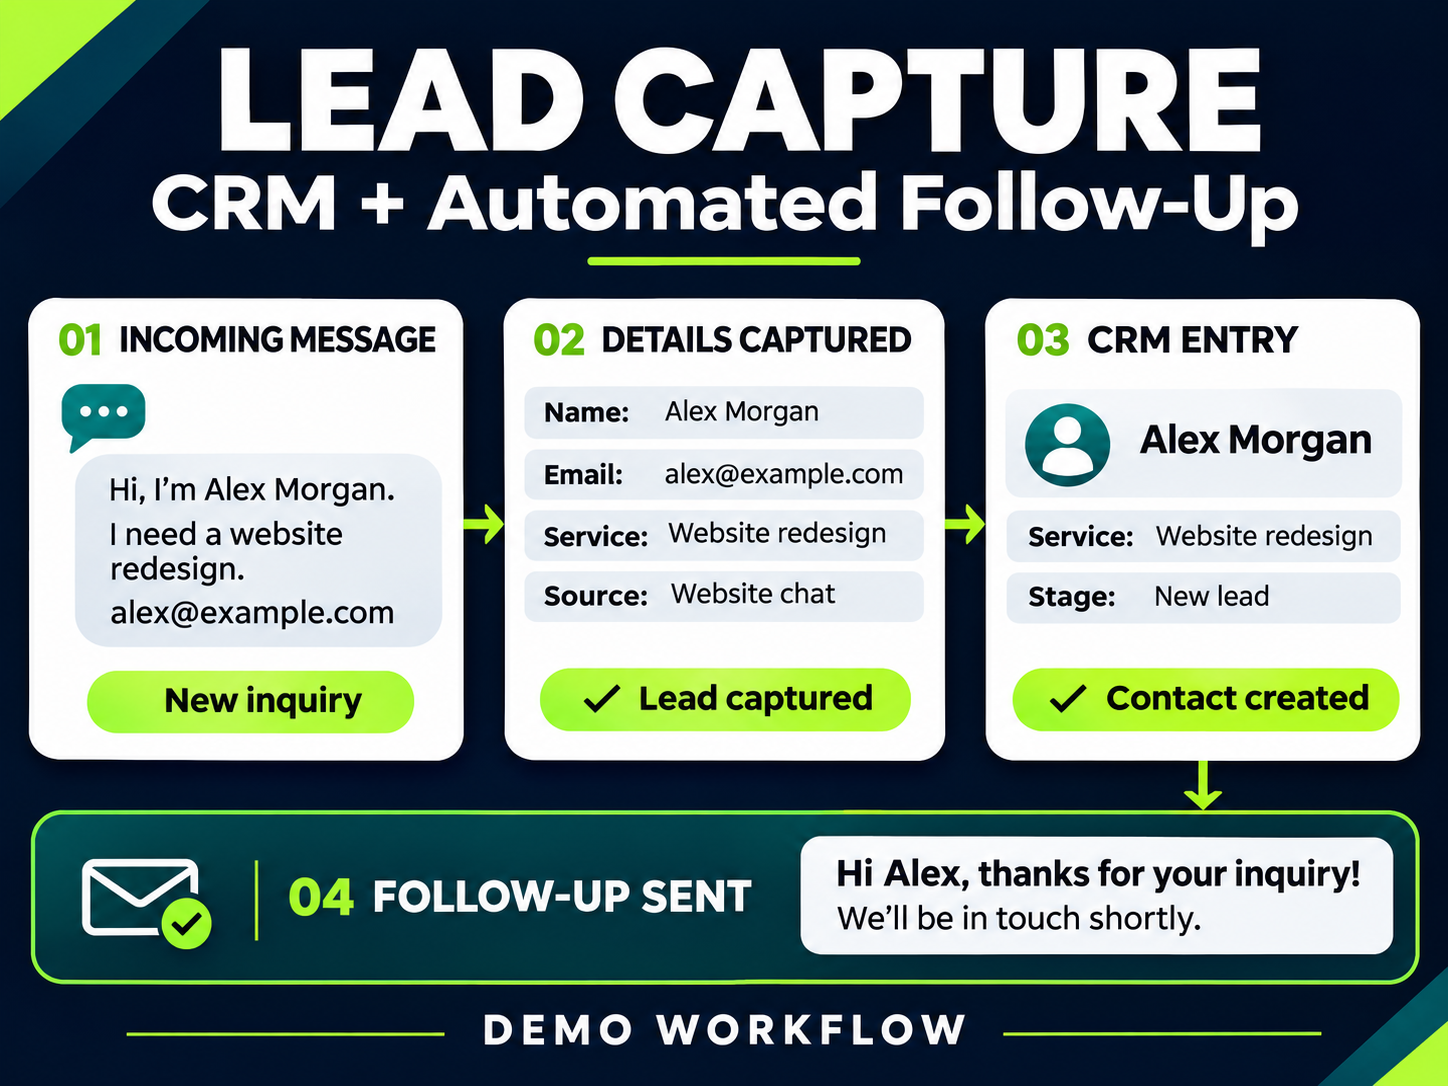 LEAD CAPTURE
CRM + Automated Follow-Up
01 INCOMING MESSAGE
Hi, I'm Alex Morgan.
I need a website
redesign.
alex@example.com
New inquiry
02 DETAILS CAPTURED
Name: Alex Morgan
Email: alex@example.com
Service: Website redesign
Source: Website chat
Lead captured
03 CRM ENTRY
Alex Morgan
Service: Website redesign
Stage: New lead
Contact created
04 FOLLOW-UP SENT
Hi Alex, thanks for your inquiry!
We'll be in touch shortly.
DEMO WORKFLOW